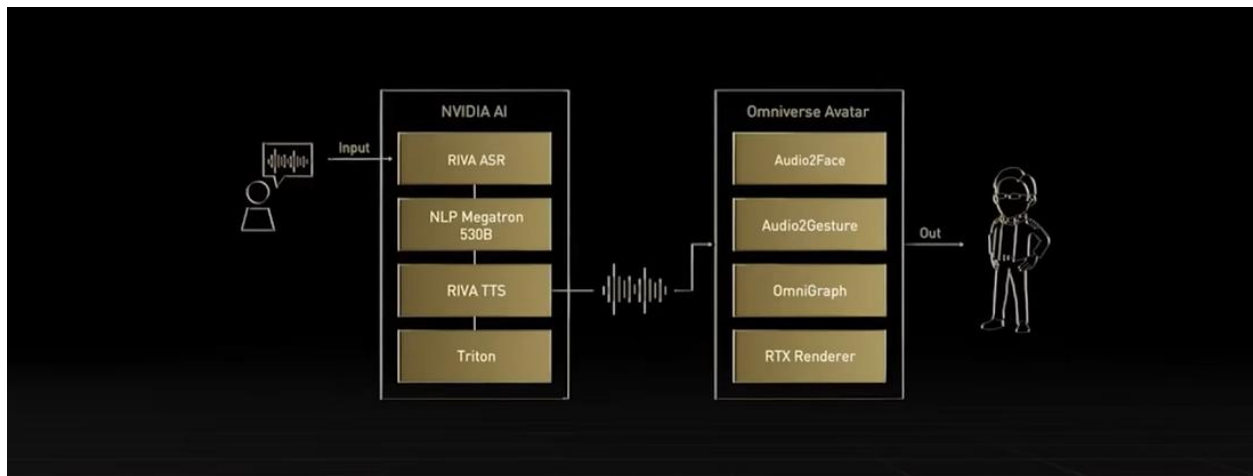 Input
NVIDIA AI
RIVA ASR
NLP Megatron
530B
RIVA TTS
Triton
Omniverse Avatar
Audio2Face
Audio2Gesture
OmniGraph
RTX Renderer
Out